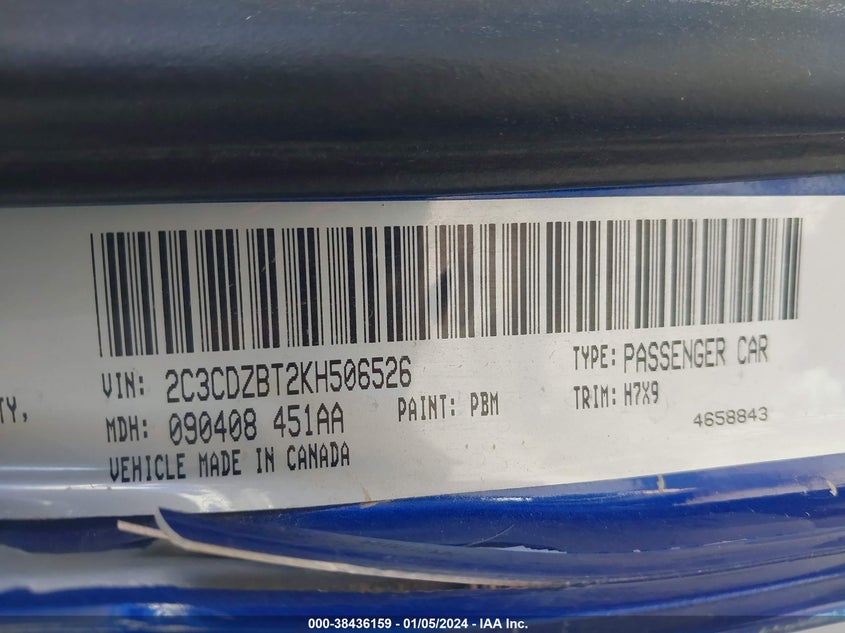 VIN: 2C3CDZBT2KH506526
TYPE: PASSENGER CAR
TY,
MDH: 090408 451AA
PAINT: PBM
TRIM: H7X9
4658843
VEHICLE MADE IN CANADA
000-38436159 - 01/05/2024 - IAA Inc.